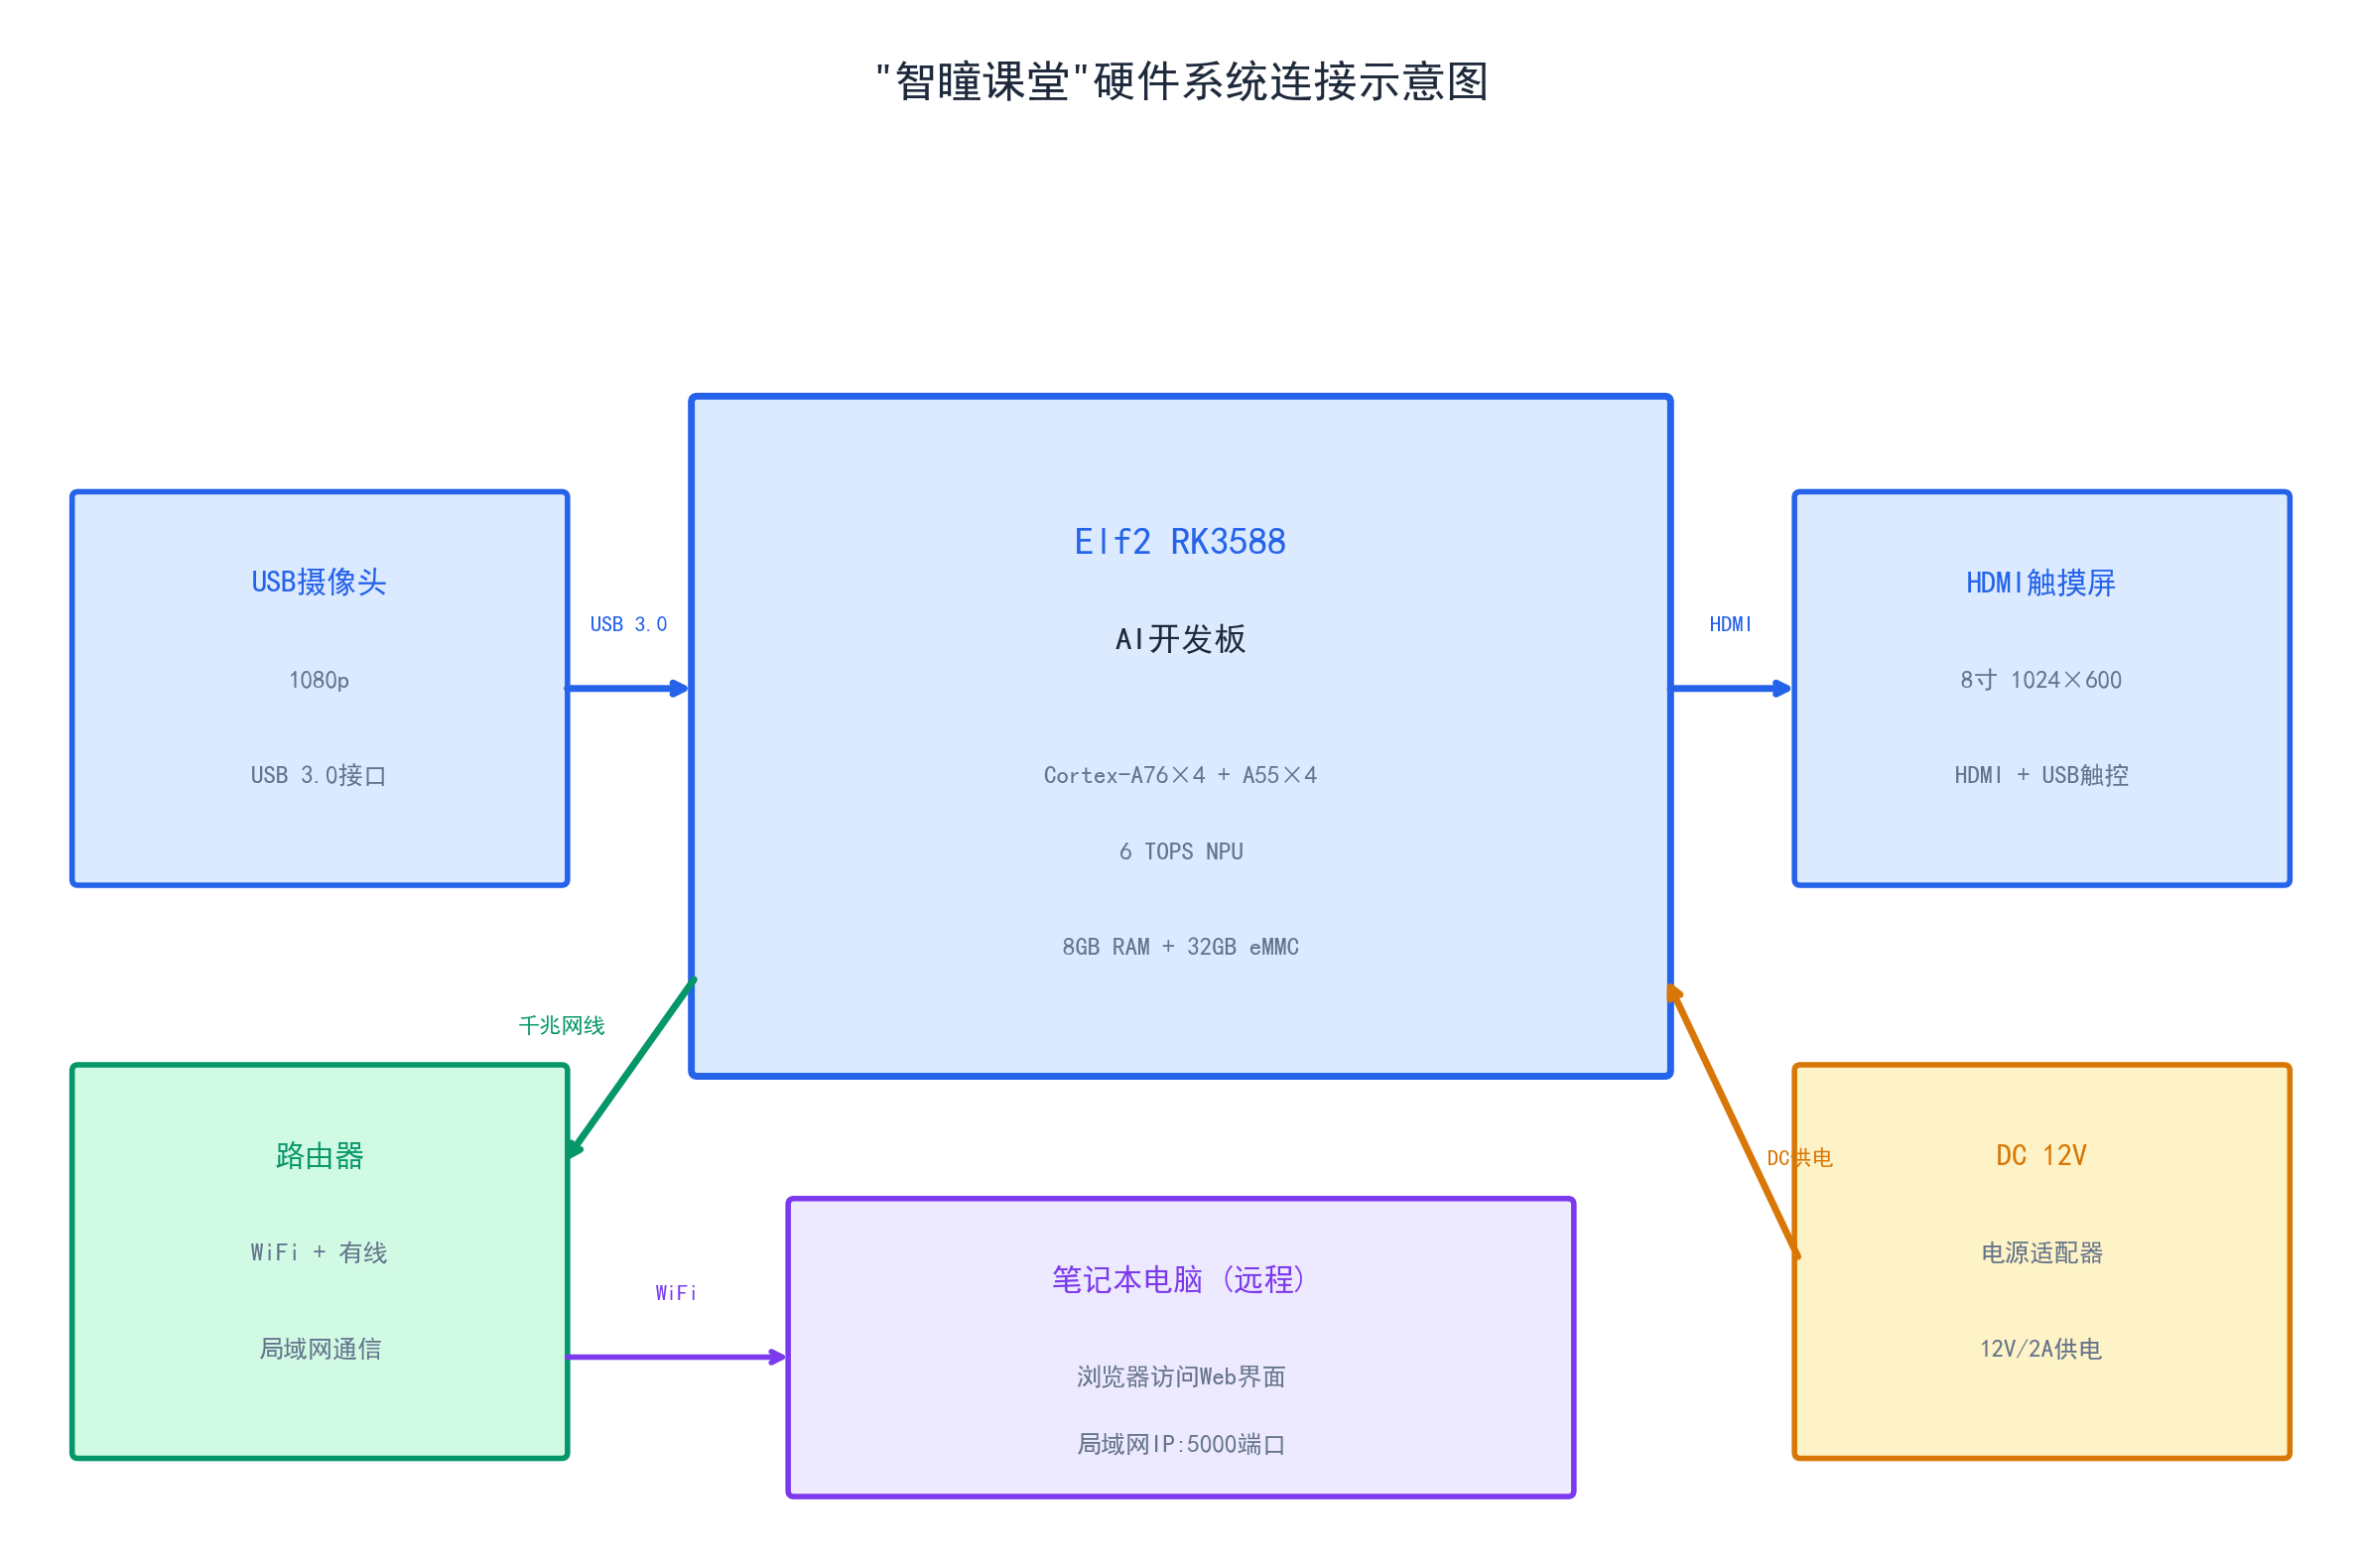 "智瞳课堂"硬件系统连接示意图
USB摄像头
1080p
USB 3.0接口
USB 3.0
Elf2 RK3588
AI开发板
Cortex-A76×4 + A55×4
6 TOPS NPU
8GB RAM + 32GB eMMC
HDMI
HDMI触摸屏
8寸 1024×600
HDMI + USB触控
千兆网线
路由器
WiFi + 有线
局域网通信
WiFi
笔记本电脑 (远程)
浏览器访问Web界面
局域网IP:5000端口
DC供电
DC 12V
电源适配器
12V/2A供电